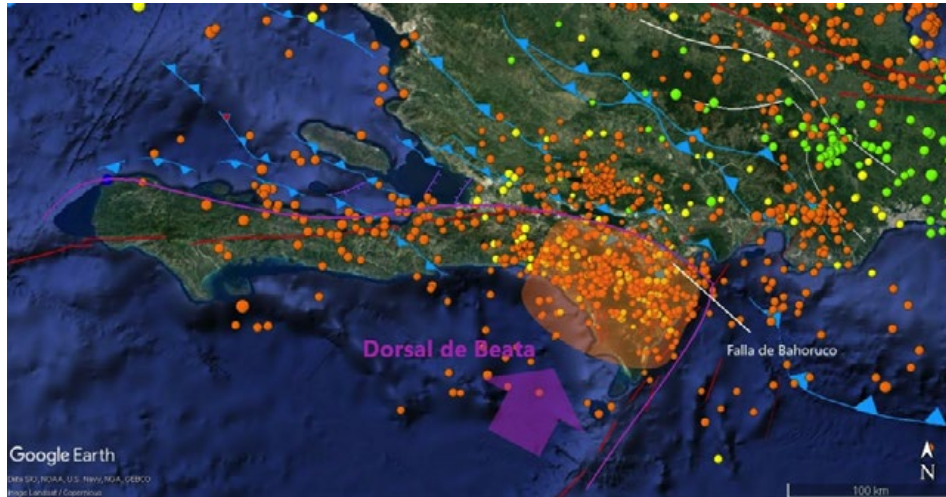 Dorsal de Beata
Falla de Bahoruco
Google Earth
Data SIO, NOAA, U.S. Navy, NGA, GEBCO
Image Landsat / Copernicus
N
100 km